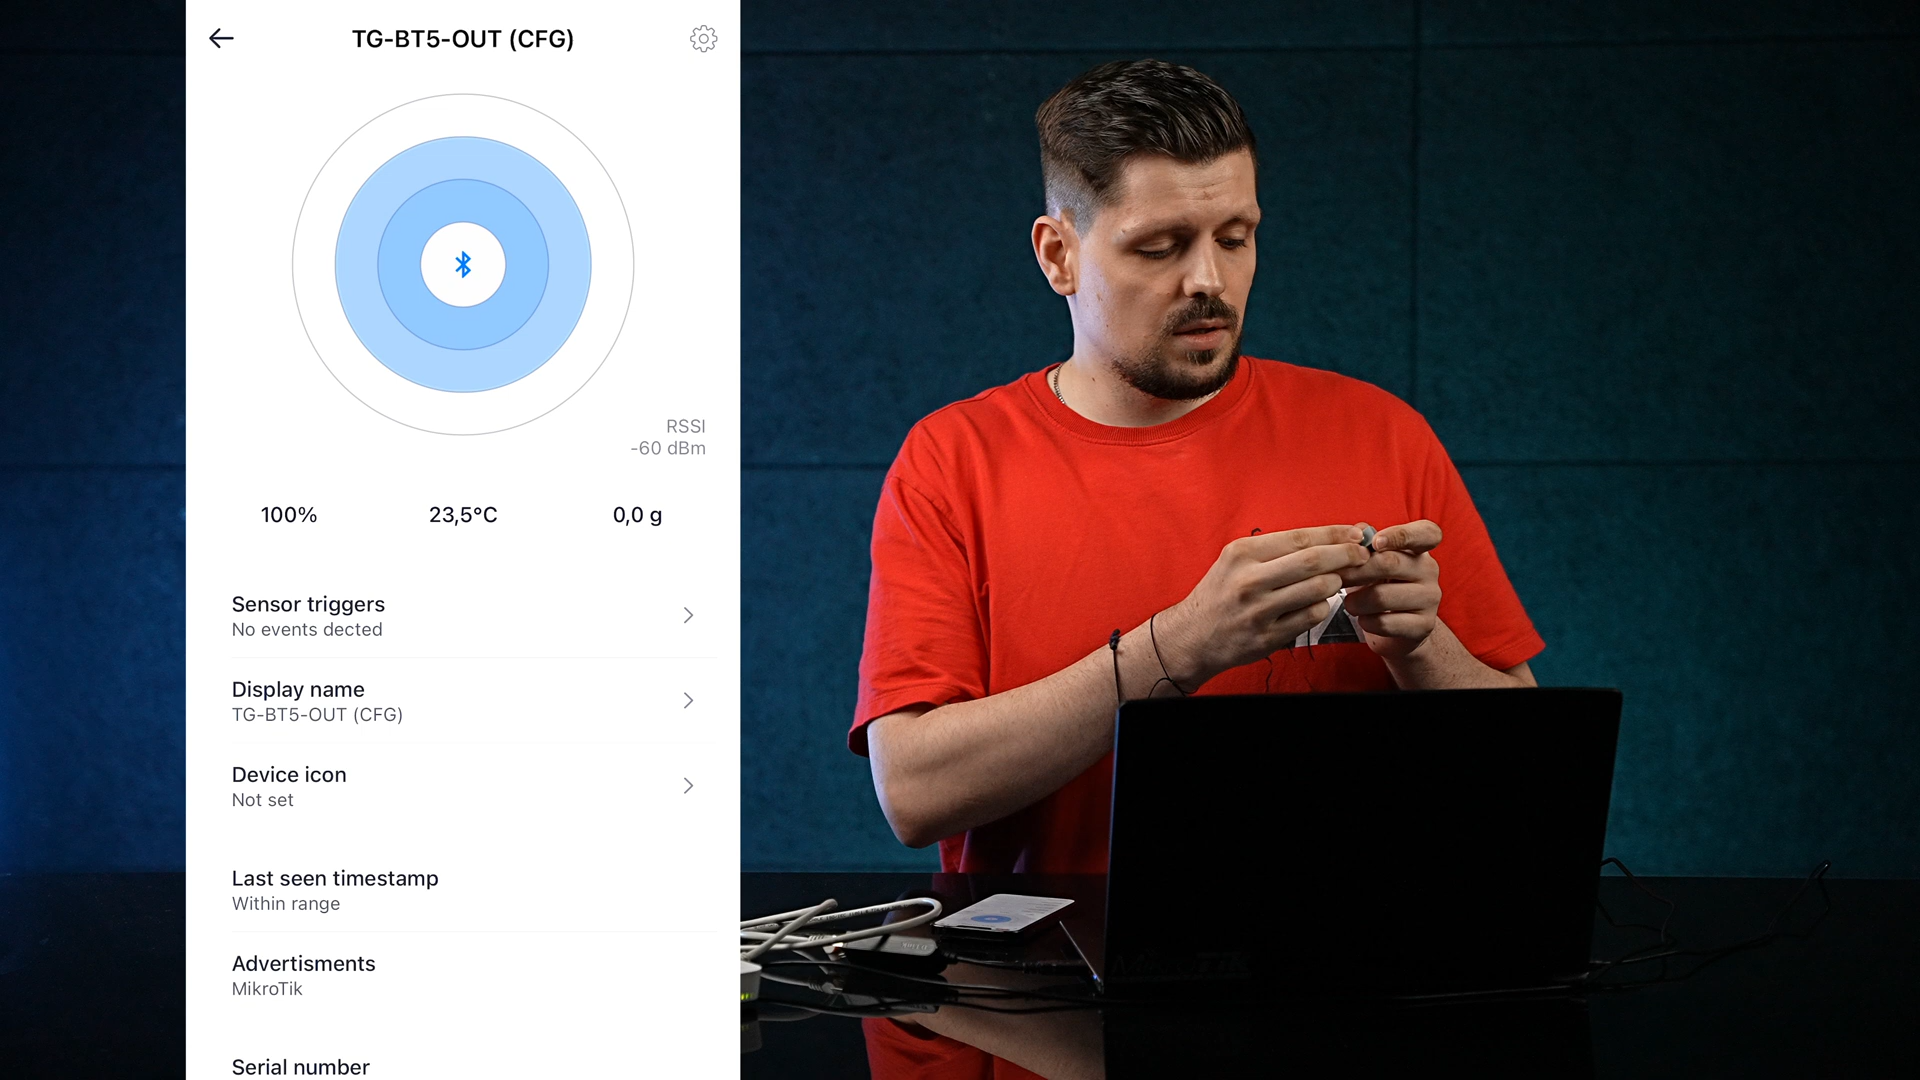 TG-BT5-OUT (CFG)
RSSI
-60 dBm
100%
23,5°C
0,0 g
Sensor triggers
No events dected
Display name
TG-BT5-OUT (CFG)
Device icon
Not set
Last seen timestamp
Within range
Advertisments
MikroTik
Serial number